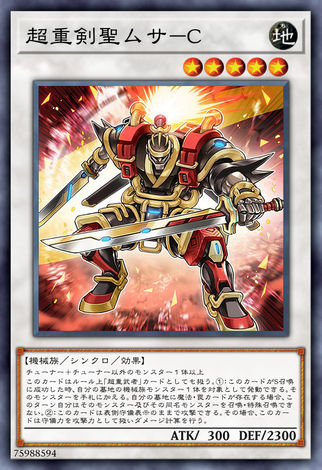 超重剣聖ムサ-C
地
【機械族／シンクロ／効果】
チューナー＋チューナー以外のモンスター１体以上
このカードはルール上「超重武者」カードとしても扱う。①：このカードがS召喚
に成功した時、自分の墓地の機械族モンスター１体を対象として発動できる。そ
のモンスターを手札に加える。自分の墓地に魔法・罠カードが存在する場合、こ
のターン自分はそのモンスター及びその同名モンスターを召喚・特殊召喚でき
ない。②：このカードは表側守備表示のままで攻撃できる。その場合、このカー
ドは守備力を攻撃力として扱いダメージ計算を行う。
ATK/ 300 DEF/2300
75988594